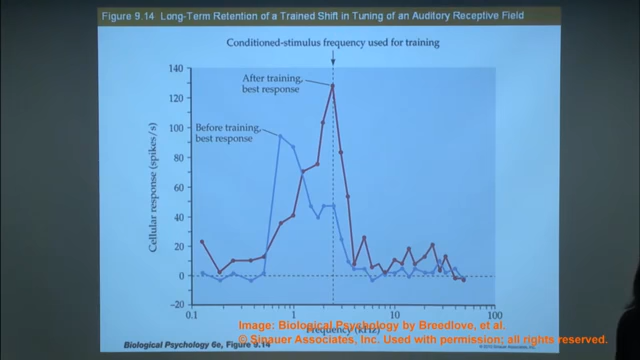 Figure 9.14 Long-Term Retention of a Trained Shift in Tuning of an Auditory Receptive Field
Conditioned-stimulus frequency used for training
After training,
best response
Before training,
best response
Cellular response (spikes/s)
140
120
100
80
60
40
20
0
–20
0.1
1
10
100
Frequency (kHz)
Biological Psychology 6e, Figure 9.14
Image: Biological Psychology by Breedlove, et al.
© Sinauer Associates, Inc. Used with permission; all rights reserved.